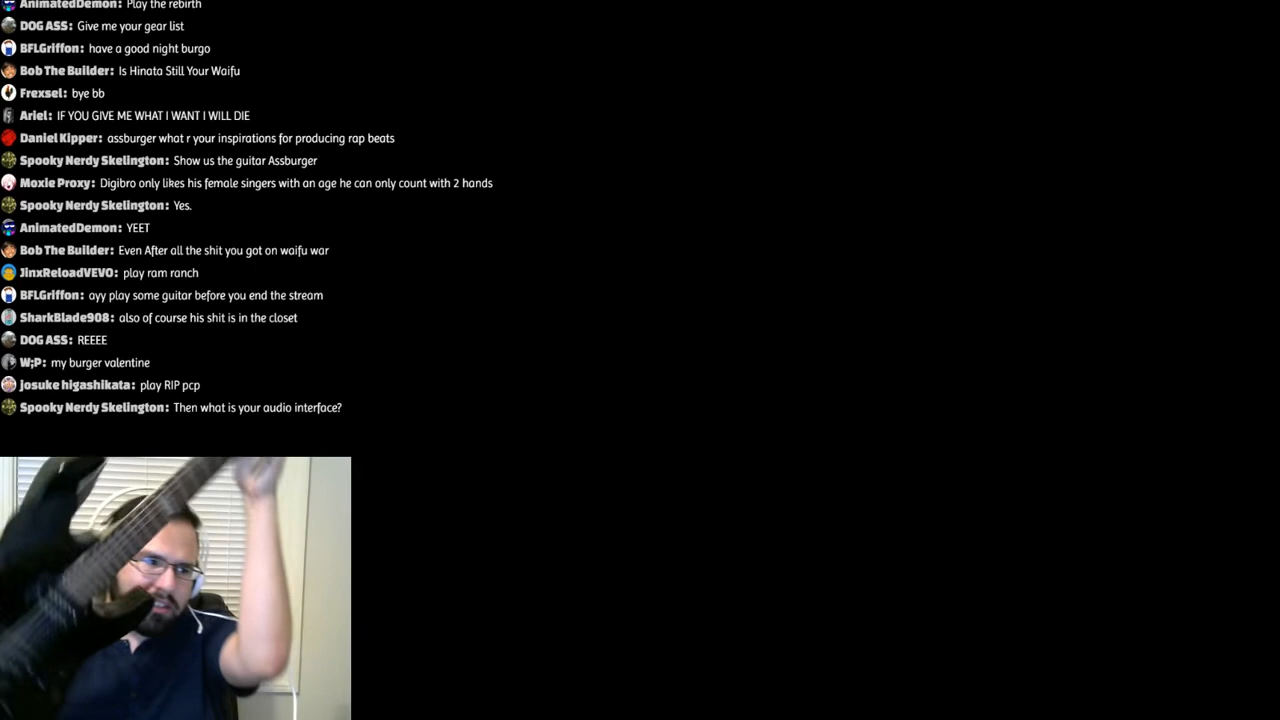 AnimatedDemon: Play the rebirth
DOG ASS: Give me your gear list
BFLGriffon: have a good night burgo
Bob The Builder: Is Hinata Still Your Waifu
Frexsel: bye bb
Ariel: IF YOU GIVE ME WHAT I WANT I WILL DIE
Daniel Kipper: assburger what r your inspirations for producing rap beats
Spooky Nerdy Skelington: Show us the guitar Assburger
Moxie Proxy: Digibro only likes his female singers with an age he can only count with 2 hands
Spooky Nerdy Skelington: Yes.
AnimatedDemon: YEET
Bob The Builder: Even After all the shit you got on waifu war
JinxReloadVEVO: play ram ranch
BFLGriffon: ayy play some guitar before you end the stream
SharkBlade908: also of course his shit is in the closet
DOG ASS: REEEE
W;P: my burger valentine
josuke higashikata: play RIP pcp
Spooky Nerdy Skelington: Then what is your audio interface?